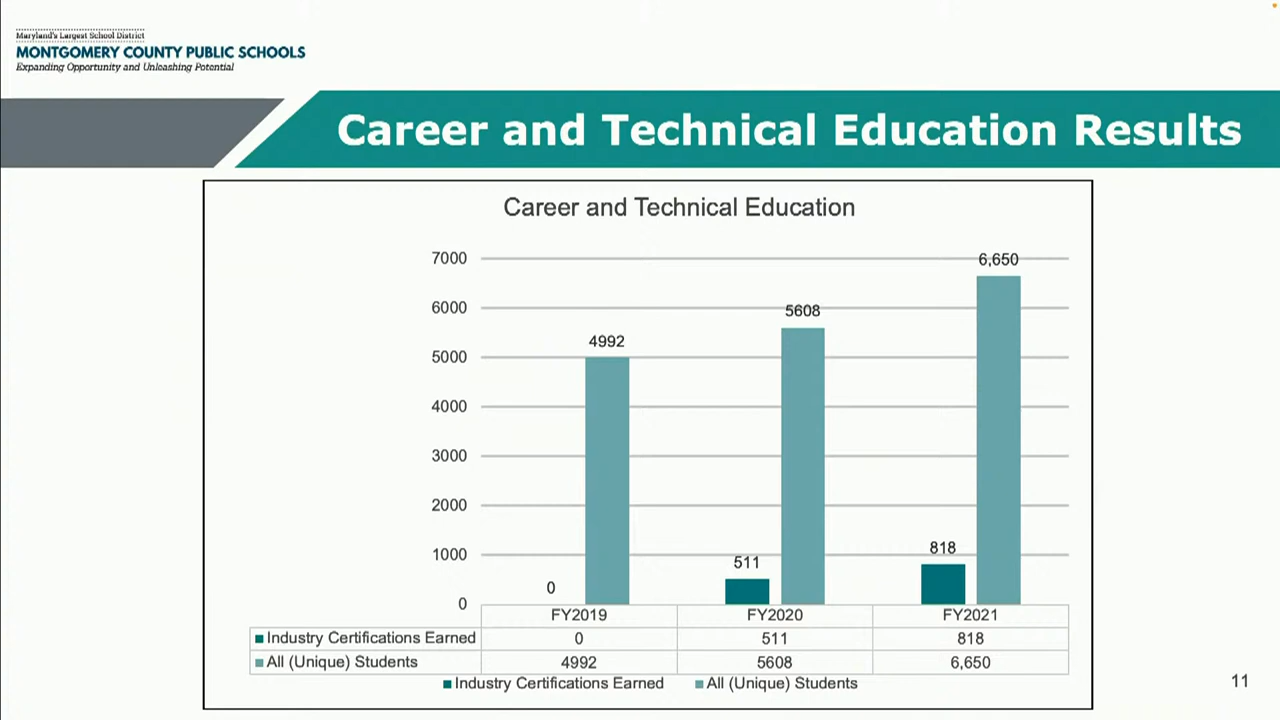 Maryland's Largest School District
MONTGOMERY COUNTY PUBLIC SCHOOLS
Expanding Opportunity and Unleashing Potential
Career and Technical Education Results
Career and Technical Education
7000
6000
5000
4000
3000
2000
1000
0
0
4992
511
5608
818
6,650
FY2019 FY2020 FY2021
Industry Certifications Earned 0 511 818
All (Unique) Students 4992 5608 6,650
Industry Certifications Earned All (Unique) Students
11